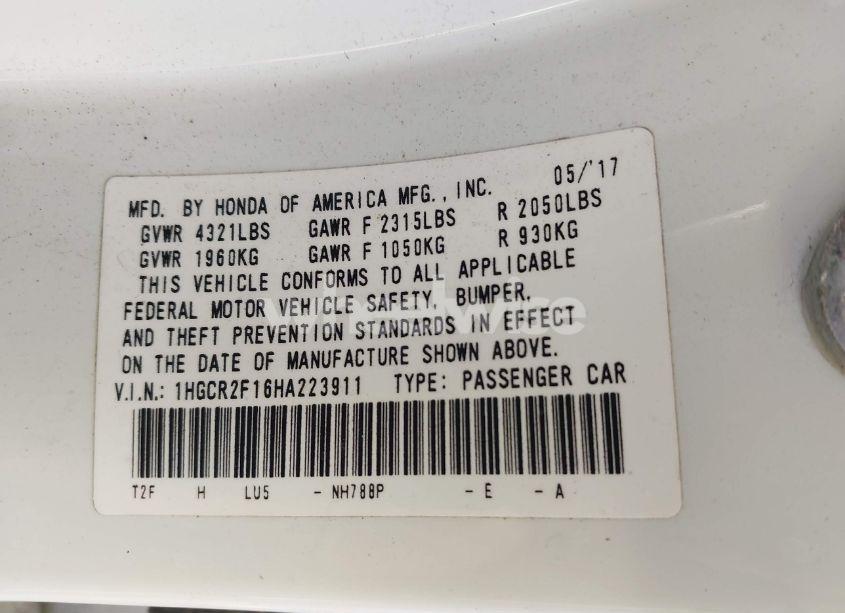 MFD. BY HONDA OF AMERICA MFG., INC. 05/'17
GVWR 4321LBS GAWR F 2315LBS R 2050LBS
GVWR 1960KG GAWR F 1050KG R 930KG
THIS VEHICLE CONFORMS TO ALL APPLICABLE
FEDERAL MOTOR VEHICLE SAFETY, BUMPER,
AND THEFT PREVENTION STANDARDS IN EFFECT
ON THE DATE OF MANUFACTURE SHOWN ABOVE.
V.I.N.: 1HGCR2F16HA223911 TYPE: PASSENGER CAR
T2F H LU5 - NH788P - E - A